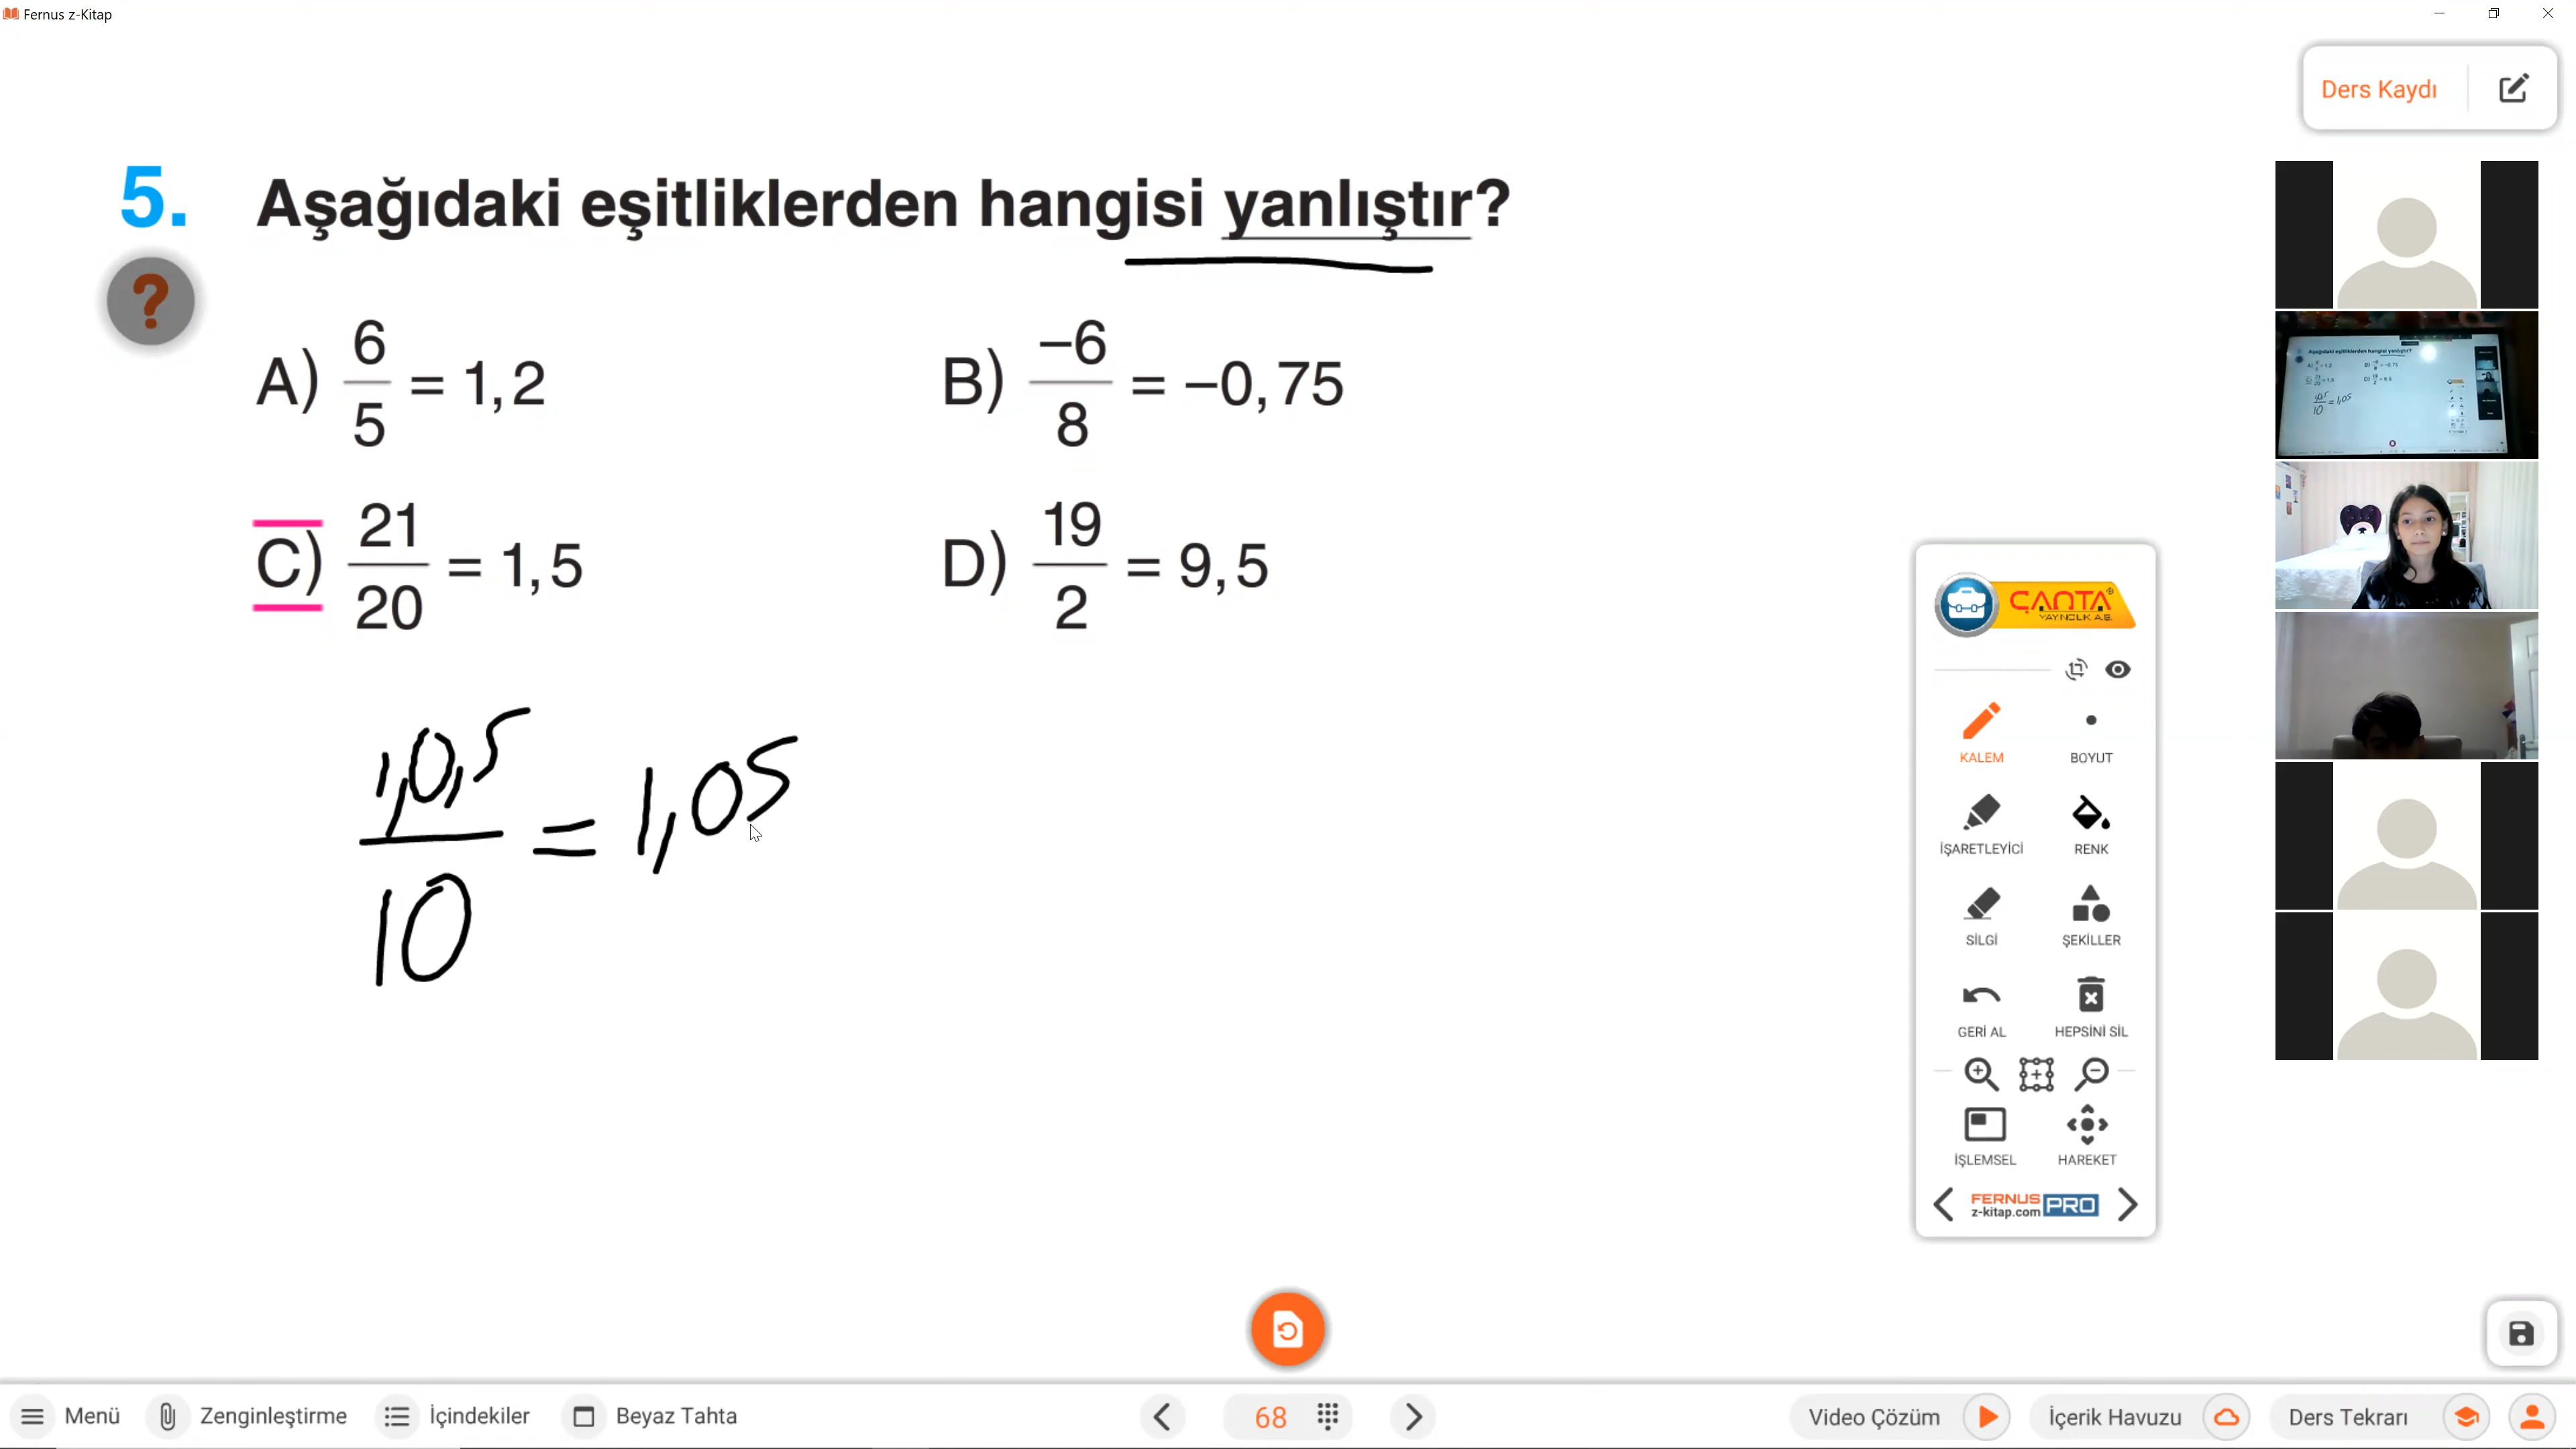 Fernus z-Kitap
Ders Kaydı
5. Aşağıdaki eşitliklerden hangisi yanlıştır?
?
A) 6/5 = 1,2
B) –6/8 = –0,75
C) 21/20 = 1,5
D) 19/2 = 9,5
1,0,5/10 = 1,05
ÇANTA
YAYINCILIK A.Ş.
KALEM
BOYUT
İŞARETLEYİCİ
RENK
SİLGİ
ŞEKİLLER
GERİ AL
HEPSİNİ SİL
İŞLEMSEL
HAREKET
FERNUS
z-kitap.com PRO
Menü
Zenginleştirme
İçindekiler
Beyaz Tahta
68
Video Çözüm
İçerik Havuzu
Ders Tekrarı